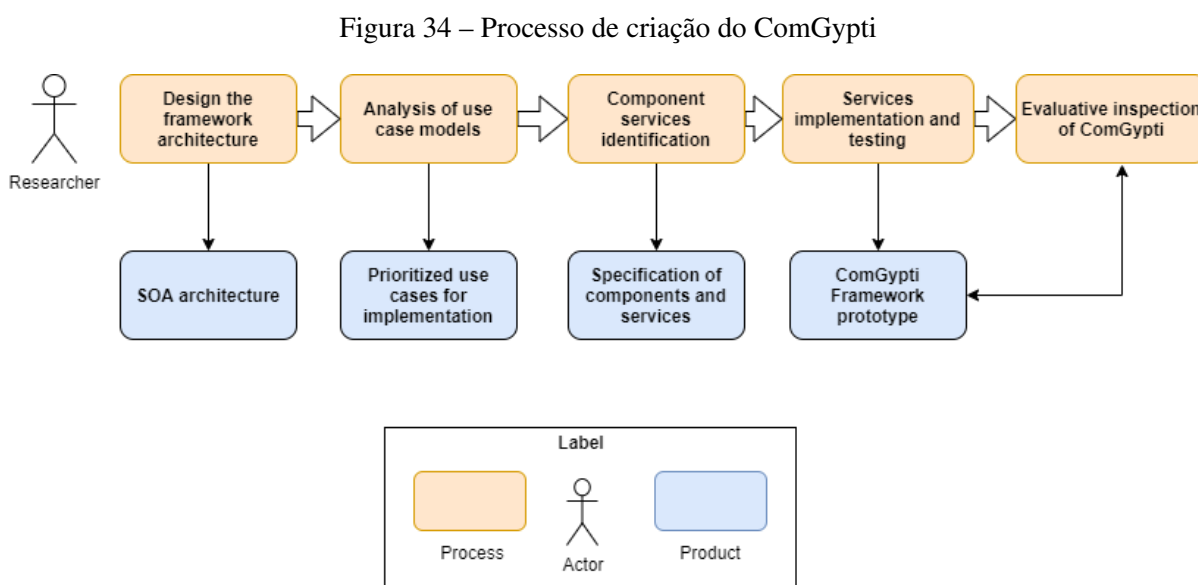 Figura 34 – Processo de criação do ComGypti
Researcher
Design the
framework
architecture
Analysis of use
case models
Component
services
identification
Services
implementation and
testing
Evaluative inspection
of ComGypti
SOA architecture
Prioritized use
cases for
implementation
Specification of
components and
services
ComGypti
Framework
prototype
Label
Process
Actor
Product